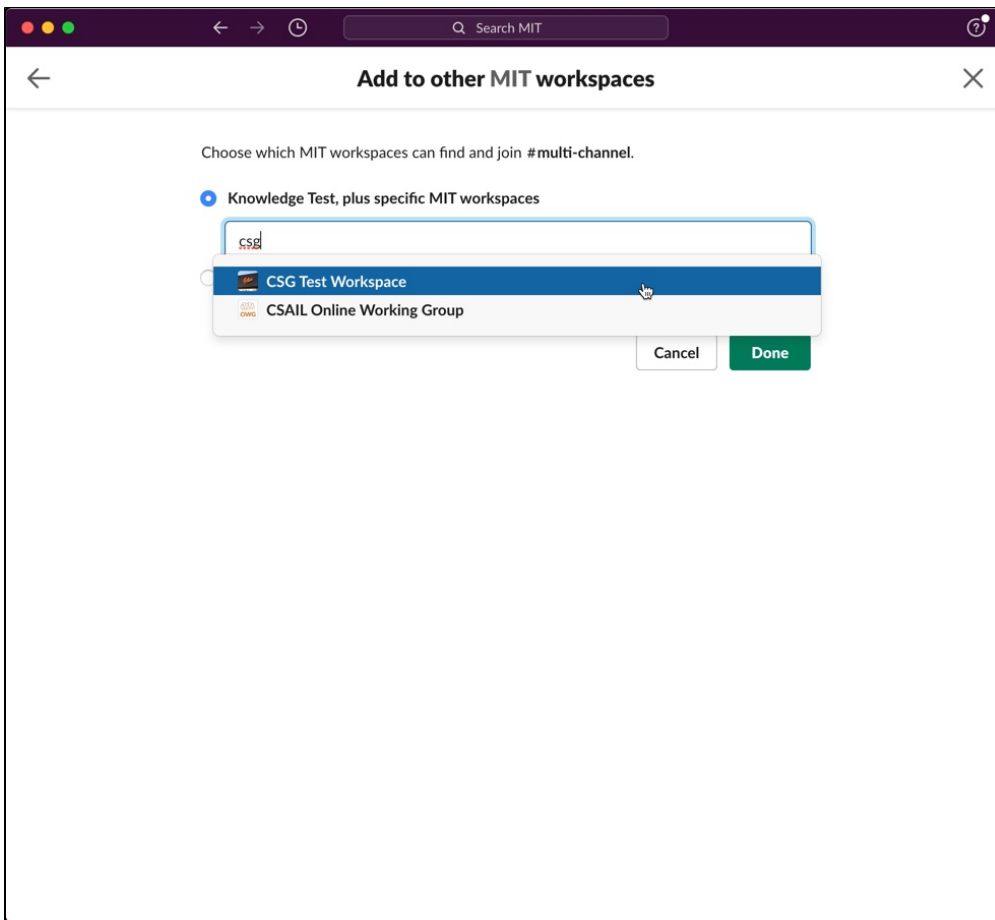 Search MIT
Add to other MIT workspaces
Choose which MIT workspaces can find and join #multi-channel.
Knowledge Test, plus specific MIT workspaces
csg
CSG Test Workspace
OWG CSAIL Online Working Group
Cancel Done